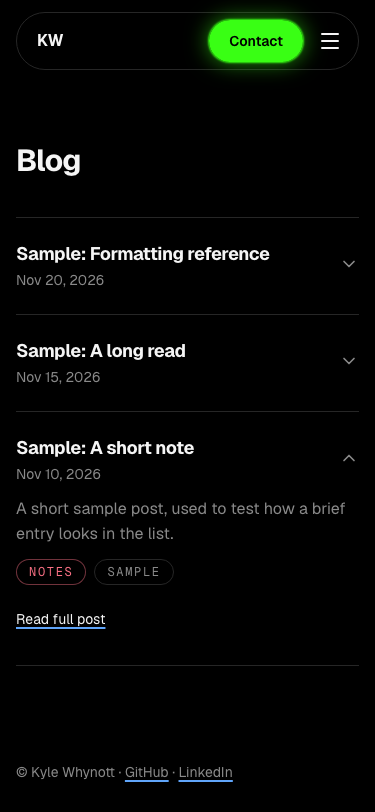 KW
Contact
Blog
Sample: Formatting reference
Nov 20, 2026
Sample: A long read
Nov 15, 2026
Sample: A short note
Nov 10, 2026
A short sample post, used to test how a brief
entry looks in the list.
NOTES SAMPLE
Read full post
© Kyle Whynott · GitHub · LinkedIn